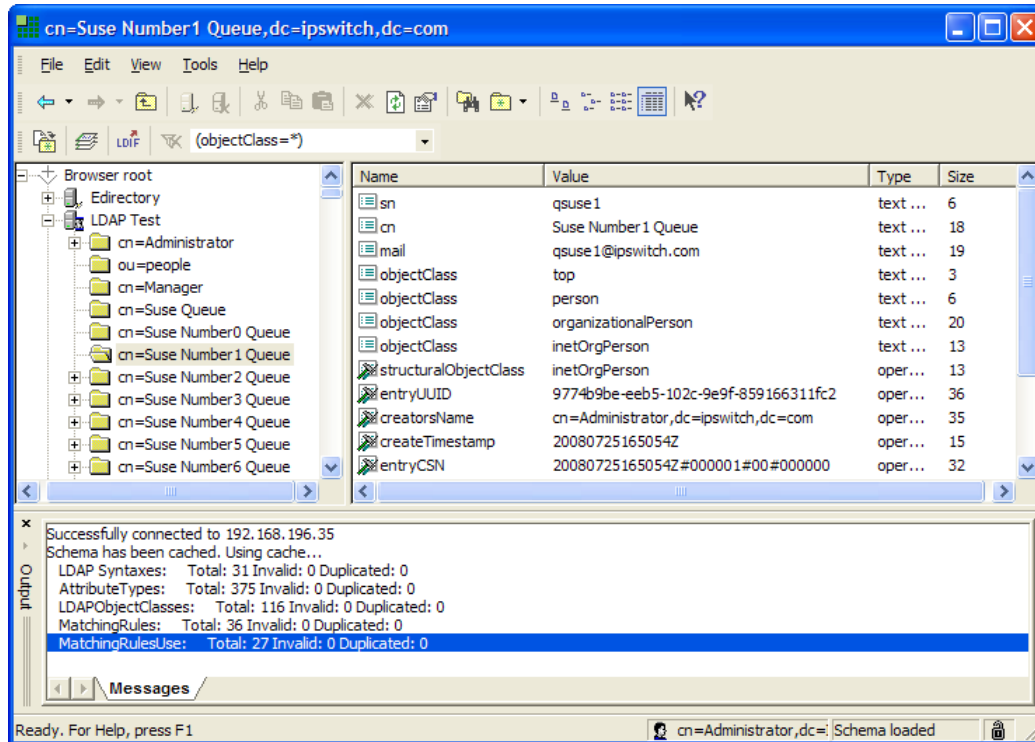 cn=Suse Number1 Queue,dc=ipswitch,dc=com
File Edit View Tools Help
LDIF (objectClass=*)
Browser root
Edirectory
LDAP Test
cn=Administrator
ou=people
cn=Manager
cn=Suse Queue
cn=Suse Number0 Queue
cn=Suse Number1 Queue
cn=Suse Number2 Queue
cn=Suse Number3 Queue
cn=Suse Number4 Queue
cn=Suse Number5 Queue
cn=Suse Number6 Queue
Name Value Type Size
sn qsuse1 text ... 6
cn Suse Number1 Queue text ... 18
mail qsuse1@ipswitch.com text ... 19
objectClass top text ... 3
objectClass person text ... 6
objectClass organizationalPerson text ... 20
objectClass inetOrgPerson text ... 13
structuralObjectClass inetOrgPerson oper... 13
entryUUID 9774b9be-eeb5-102c-9e9f-859166311fc2 oper... 36
creatorsName cn=Administrator,dc=ipswitch,dc=com oper... 35
createTimestamp 20080725165054Z oper... 15
entryCSN 20080725165054Z#000001#00#000000 oper... 32
Output
Successfully connected to 192.168.196.35
Schema has been cached. Using cache...
LDAP Syntaxes: Total: 31 Invalid: 0 Duplicated: 0
AttributeTypes: Total: 375 Invalid: 0 Duplicated: 0
LDAPObjectClasses: Total: 116 Invalid: 0 Duplicated: 0
MatchingRules: Total: 36 Invalid: 0 Duplicated: 0
MatchingRulesUse: Total: 27 Invalid: 0 Duplicated: 0
Messages
Ready. For Help, press F1 cn=Administrator,dc= Schema loaded